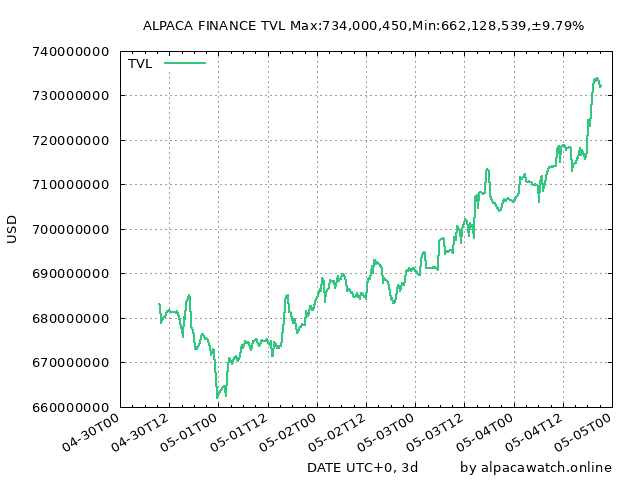 ALPACA FINANCE TVL Max:734,000,450,Min:662,128,539,±9.79%
TVL
740000000
730000000
720000000
710000000
700000000
690000000
680000000
670000000
660000000
USD
04-30T00
04-30T12
05-01T00
05-01T12
05-02T00
05-02T12
05-03T00
05-03T12
05-04T00
05-04T12
05-05T00
DATE UTC+0, 3d
by alpacawatch.online